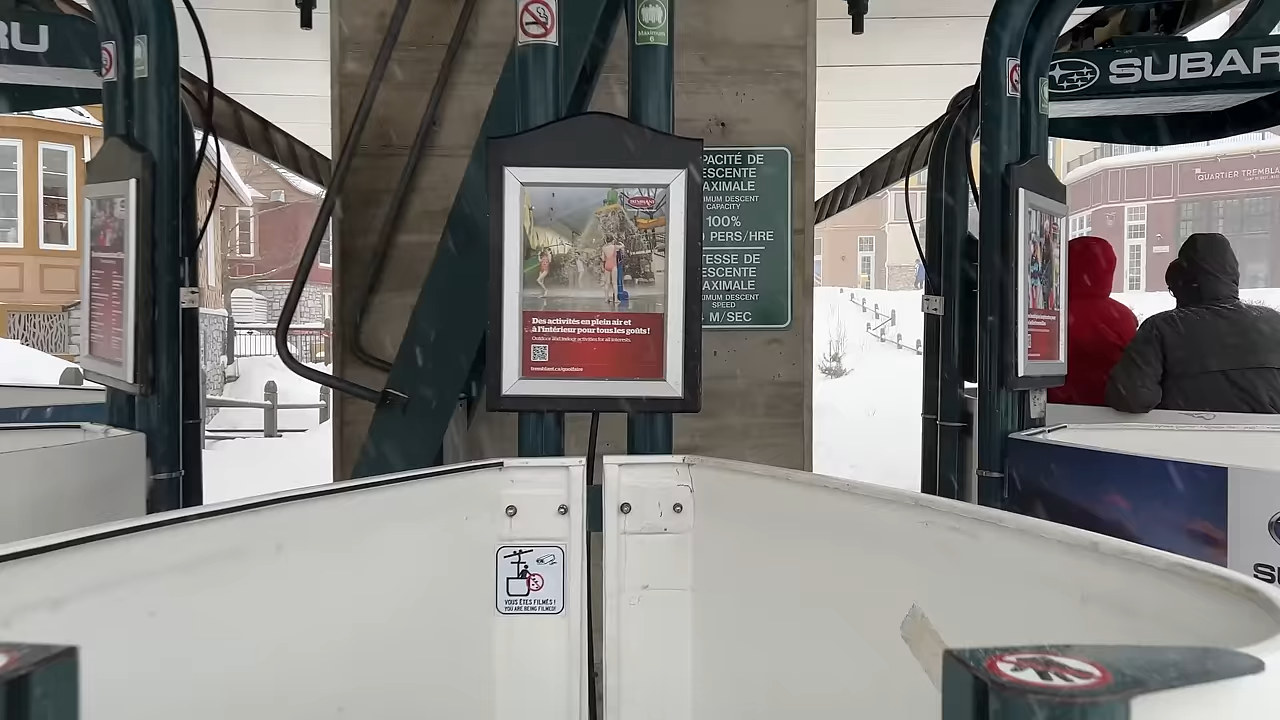 RU
Maximum
6
SUBAR
QUARTIER TREMBLA
PACITÉ DE
ESCENTE
AXIMALE
IMUM DESCENT
CAPACITY
100%
PERS/HRE
TESSE DE
ESCENTE
AXIMALE
IMUM DESCENT
SPEED
M/SEC
Des activités en plein air et
à l'intérieur pour tous les goûts!
Outdoor and indoor activities for all interests.
VOUS ÊTES FILMÉS !
YOU ARE BEING FILMED!